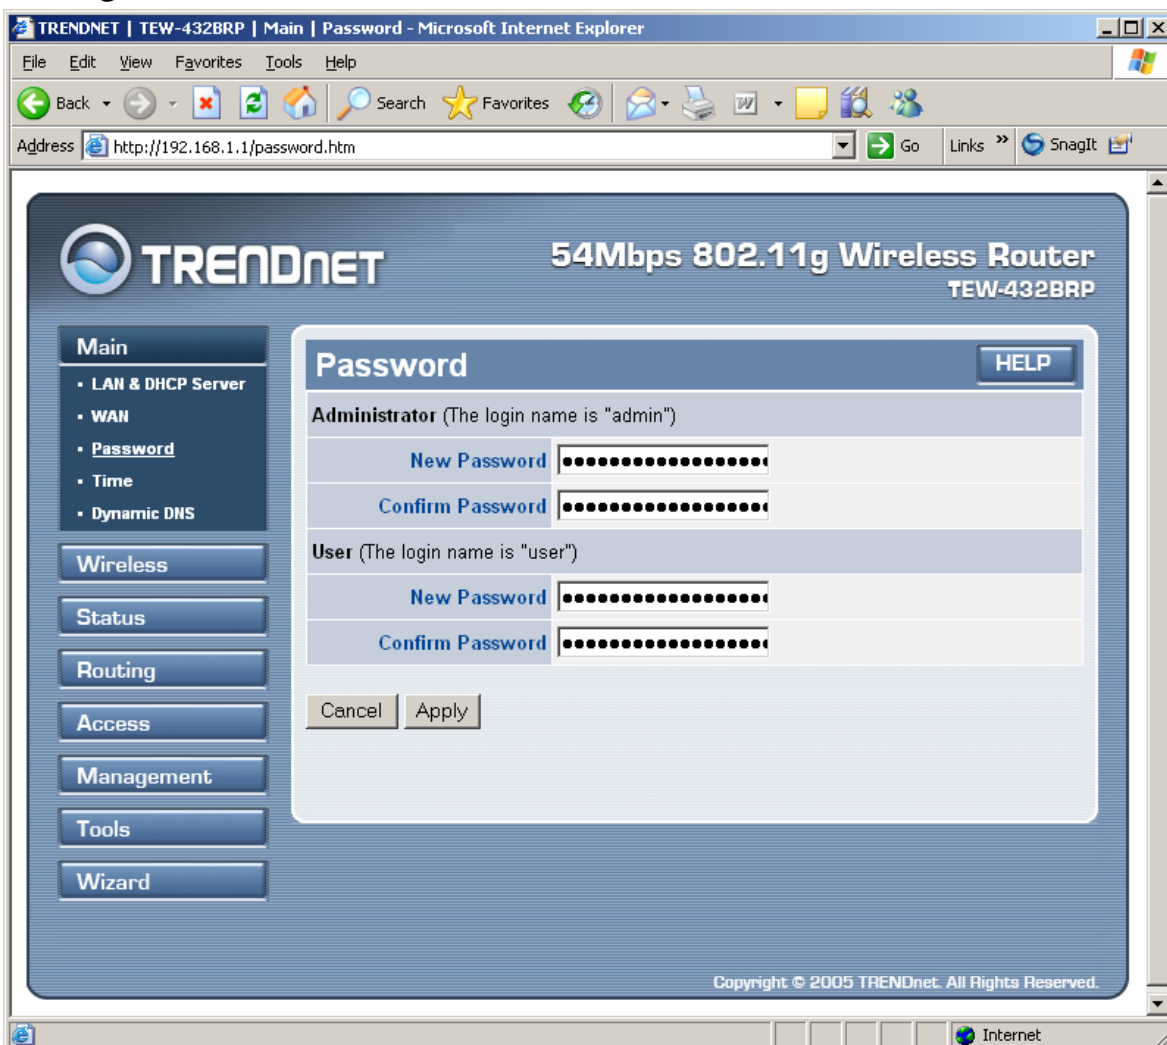 TRENDNET | TEW-432BRP | Main | Password - Microsoft Internet Explorer
File Edit View Favorites Tools Help
Back Search Favorites
Address http://192.168.1.1/password.htm Go Links » SnagIt
TRENDNET
54Mbps 802.11g Wireless Router
TEW-432BRP
Main
• LAN & DHCP Server
• WAN
• Password
• Time
• Dynamic DNS
Wireless
Status
Routing
Access
Management
Tools
Wizard
Password HELP
Administrator (The login name is "admin")
New Password
Confirm Password
User (The login name is "user")
New Password
Confirm Password
Cancel Apply
Copyright © 2005 TRENDnet. All Rights Reserved.
Internet